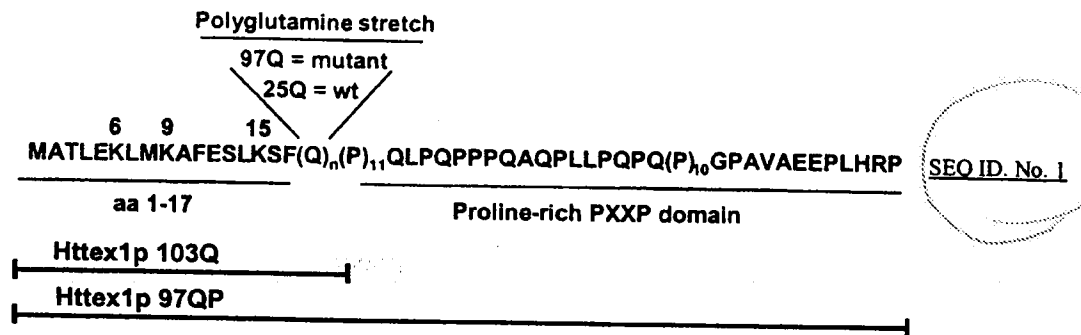 Polyglutamine stretch
97Q = mutant
25Q = wt
6 9 15
MATLEKLMKAFESLKSF(Q)n(P)11QLPQPPPQAQPLLPQPQ(P)10GPAVAEEPLHRP SEQ ID. No. 1
aa 1-17 Proline-rich PXXP domain
Httex1p 103Q
Httex1p 97QP